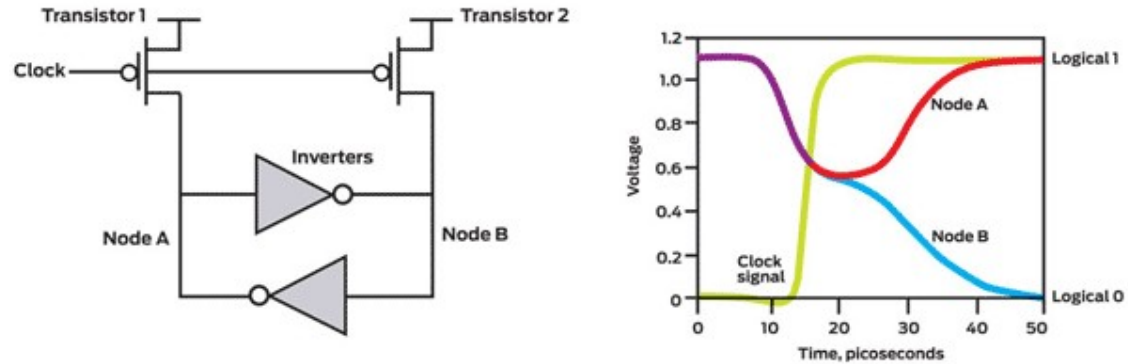 Transistor 1
Transistor 2
Clock
Inverters
Node A
Node B
1.2
1.0
0.8
0.6
0.4
0.2
0
Voltage
Logical 1
Node A
Node B
Clock
signal
Logical 0
0
10
20
30
40
50
Time, picoseconds